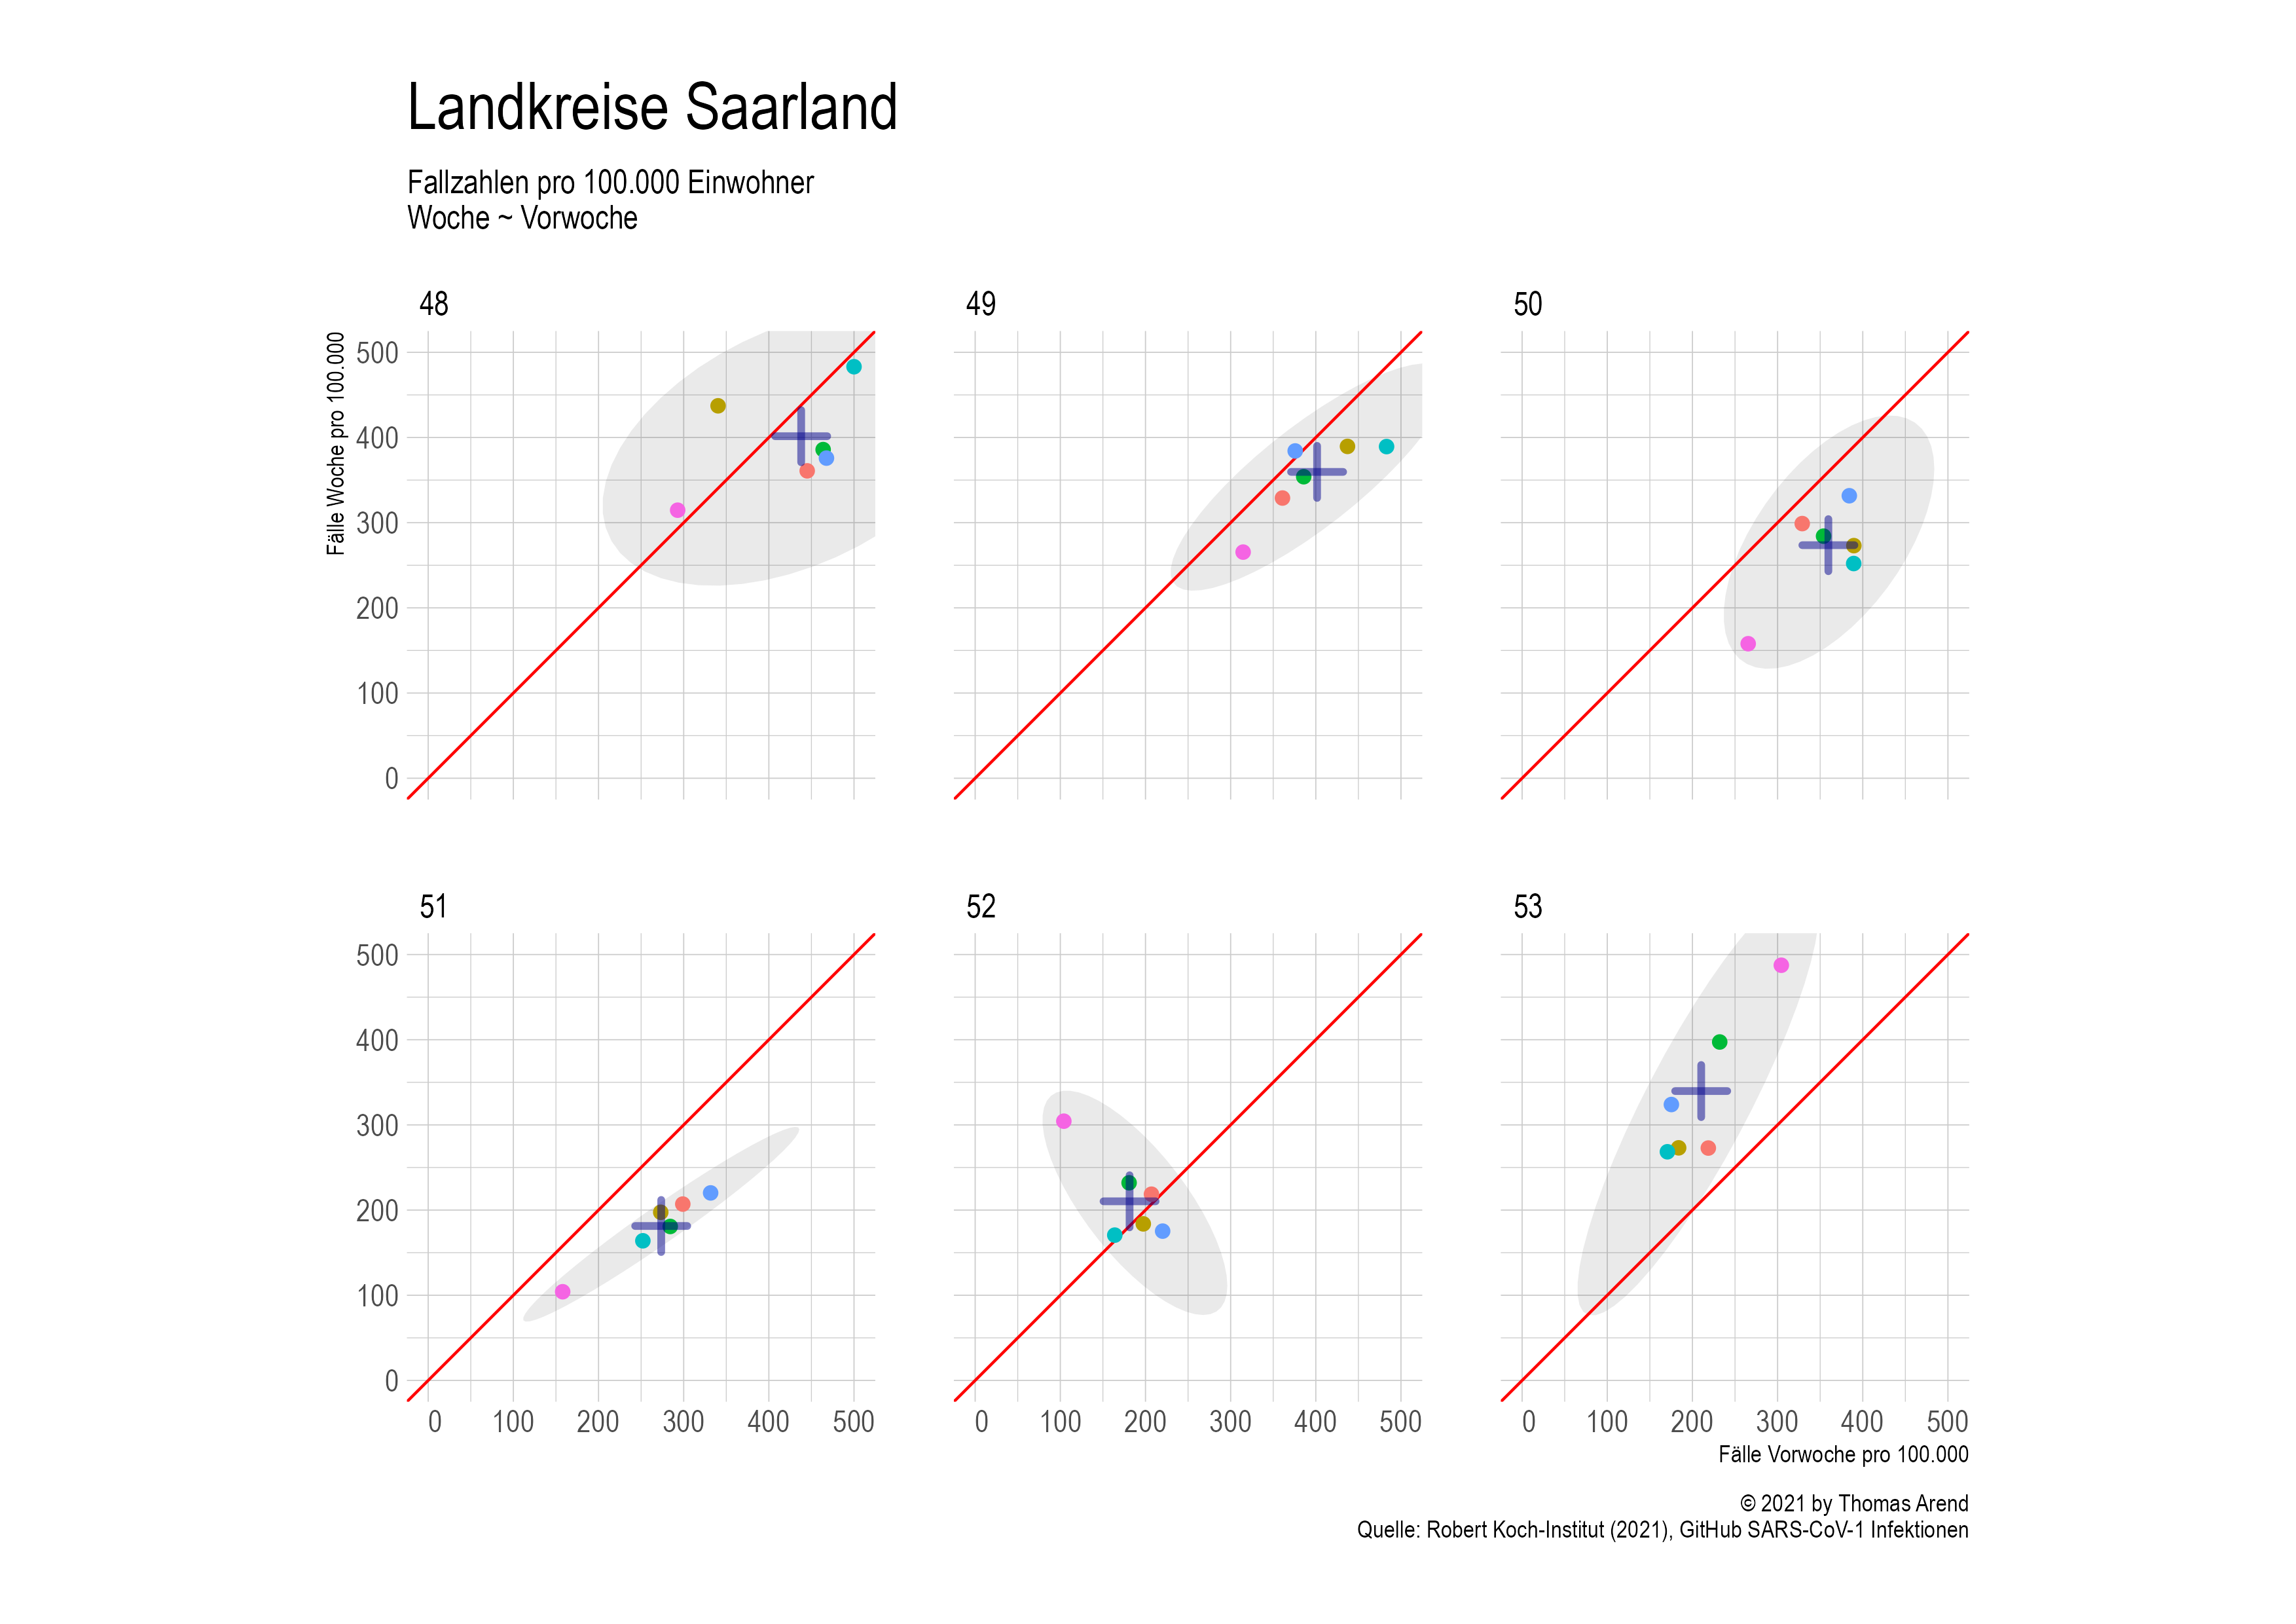 Landkreise Saarland
Fallzahlen pro 100.000 Einwohner
Woche ~ Vorwoche
48
49
50
Fälle Woche pro 100.000
500
400
300
200
100
0
51
52
53
500
400
300
200
100
0
0 100 200 300 400 500
0 100 200 300 400 500
0 100 200 300 400 500
Fälle Vorwoche pro 100.000
© 2021 by Thomas Arend
Quelle: Robert Koch-Institut (2021), GitHub SARS-CoV-1 Infektionen